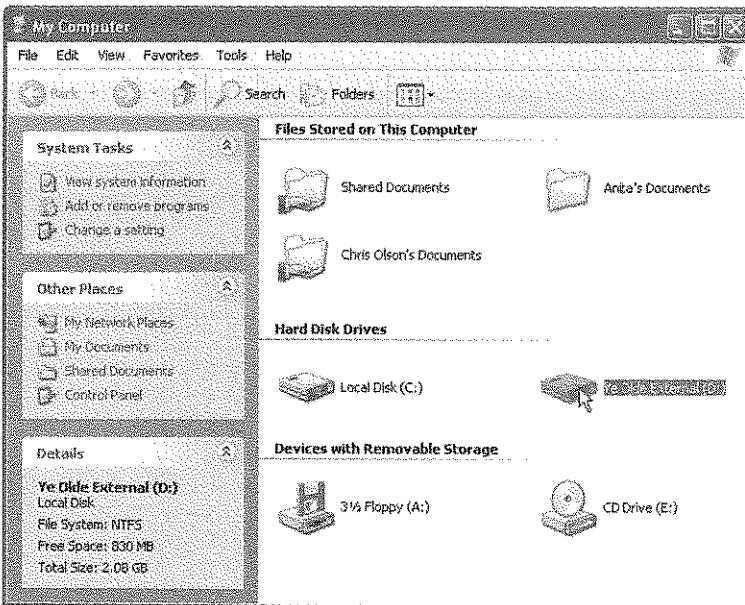 My Computer
File Edit View Favorites Tools Help
Back Search Folders
System Tasks
View system information
Add or remove programs
Change a setting
Other Places
My Network Places
My Documents
Shared Documents
Control Panel
Details
Ye Olde External (D:)
Local Disk
File System: NTFS
Free Space: 830 MB
Total Size: 2.08 GB
Files Stored on This Computer
Shared Documents Anita's Documents
Chris Olson's Documents
Hard Disk Drives
Local Disk (C:) Ye Olde External (D:)
Devices with Removable Storage
3½ Floppy (A:) CD Drive (E:)